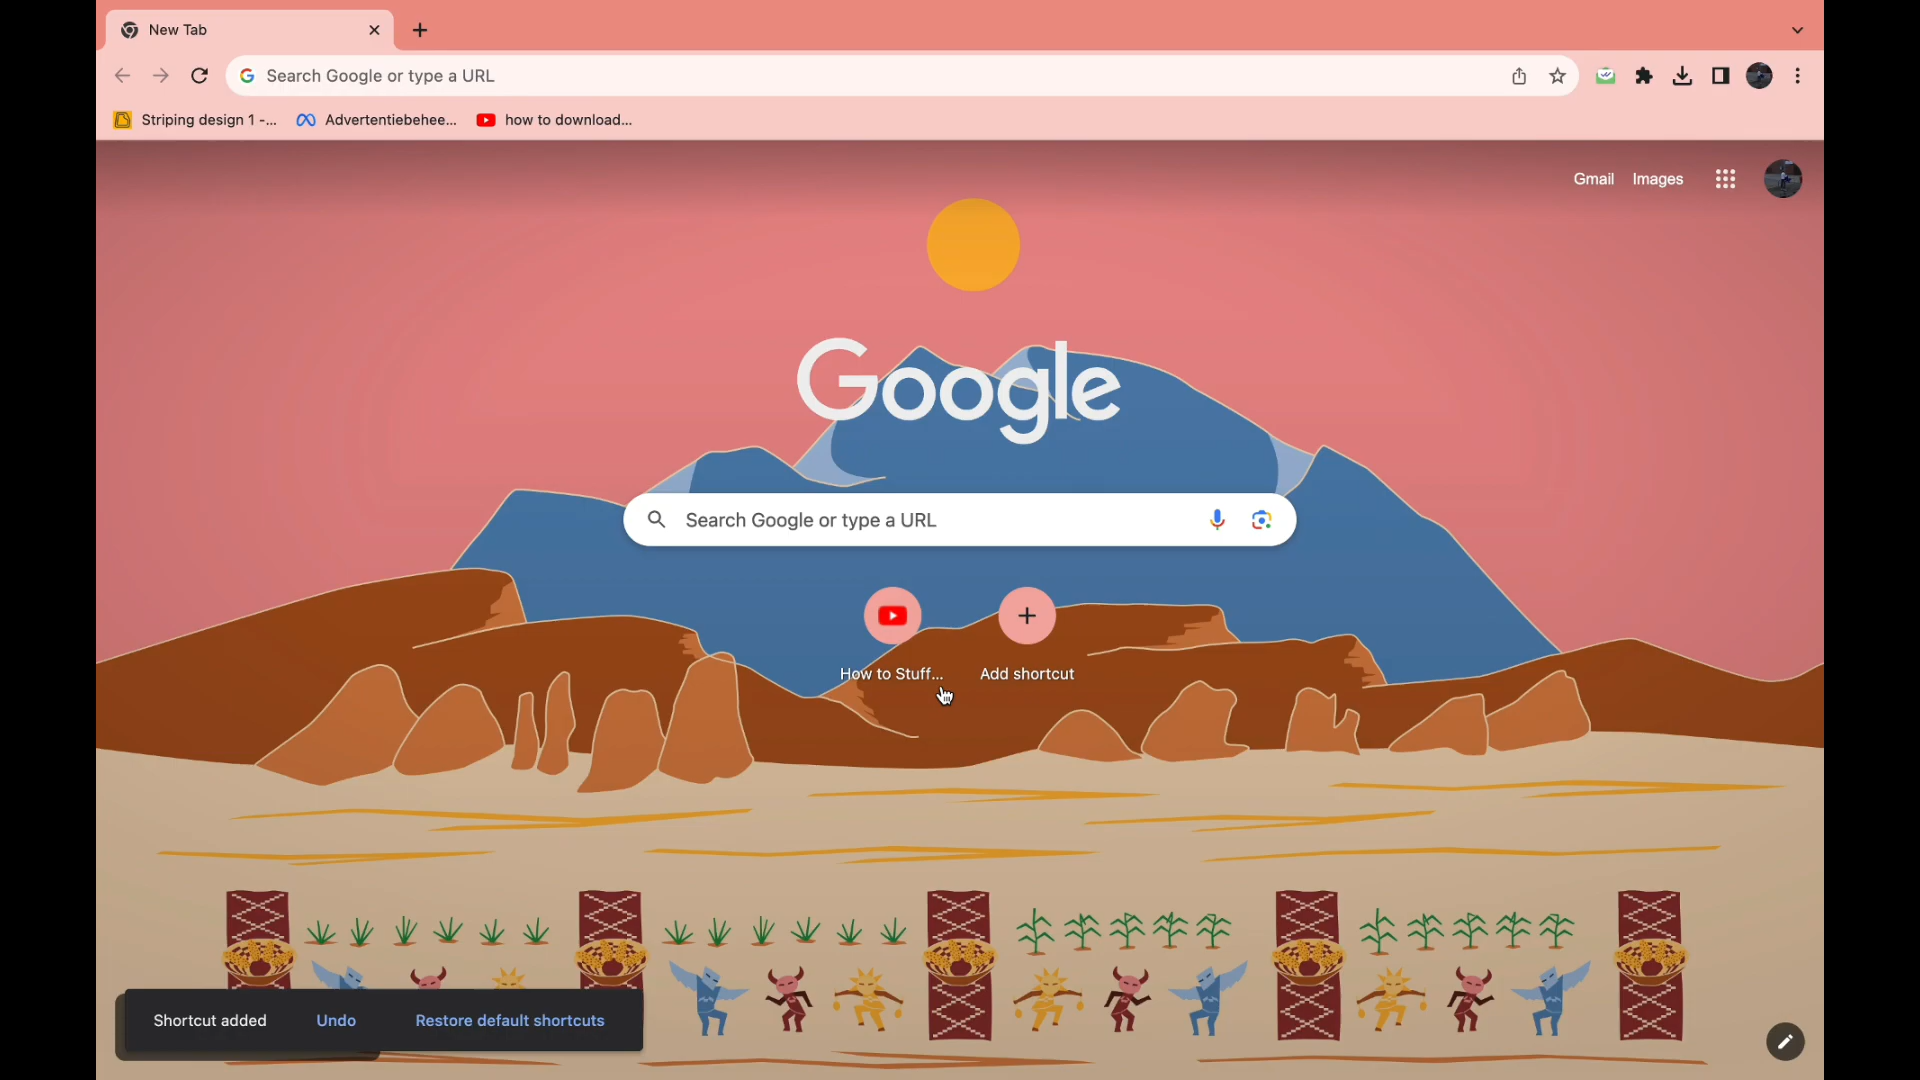 New Tab
Search Google or type a URL
Striping design 1 -...
Advertentiebehee...
how to download...
Gmail
Images
Google
Search Google or type a URL
How to Stuff...
Add shortcut
Shortcut added
Undo
Restore default shortcuts